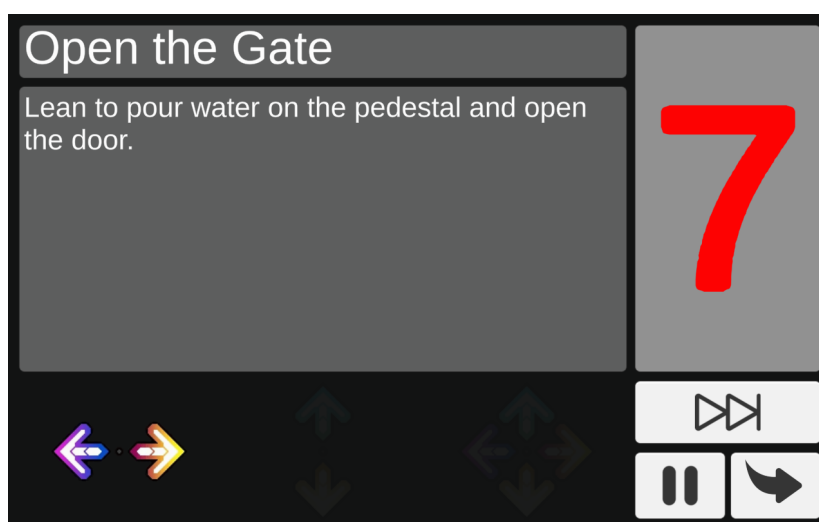 Open the Gate
Lean to pour water on the pedestal and open
the door.
7